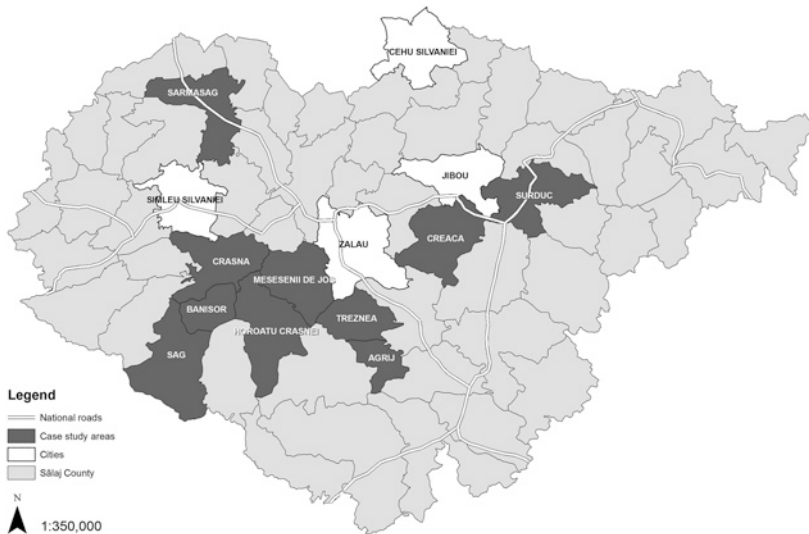 CEHU SILVANIEI
SARMASAG
JIBOU
SURDUC
SIMLEU SILVANIEI
ZALAU
CREACA
CRASNA
MESESENII DE JOS
BANISOR
TREZNEA
HOROATU CRASNEI
SAG
AGRIJ
Legend
National roads
Case study areas
Cities
Sălaj County
N
1:350,000